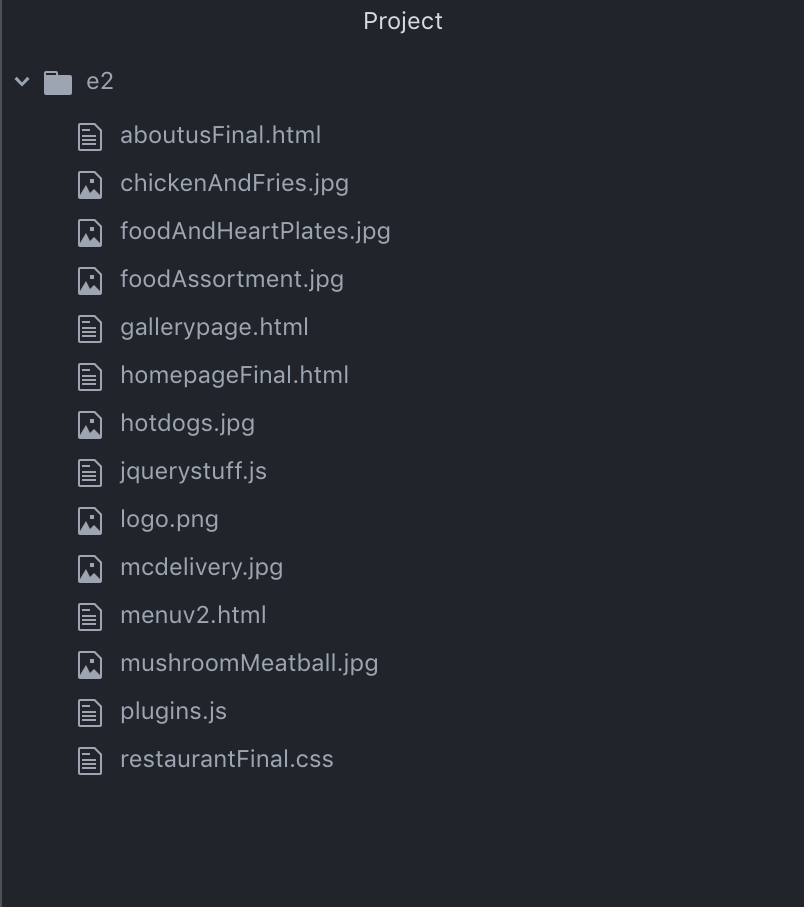 Project
e2
aboutusFinal.html
chickenAndFries.jpg
foodAndHeartPlates.jpg
foodAssortment.jpg
gallerypage.html
homepageFinal.html
hotdogs.jpg
jquerystuff.js
logo.png
mcdelivery.jpg
menuv2.html
mushroomMeatball.jpg
plugins.js
restaurantFinal.css